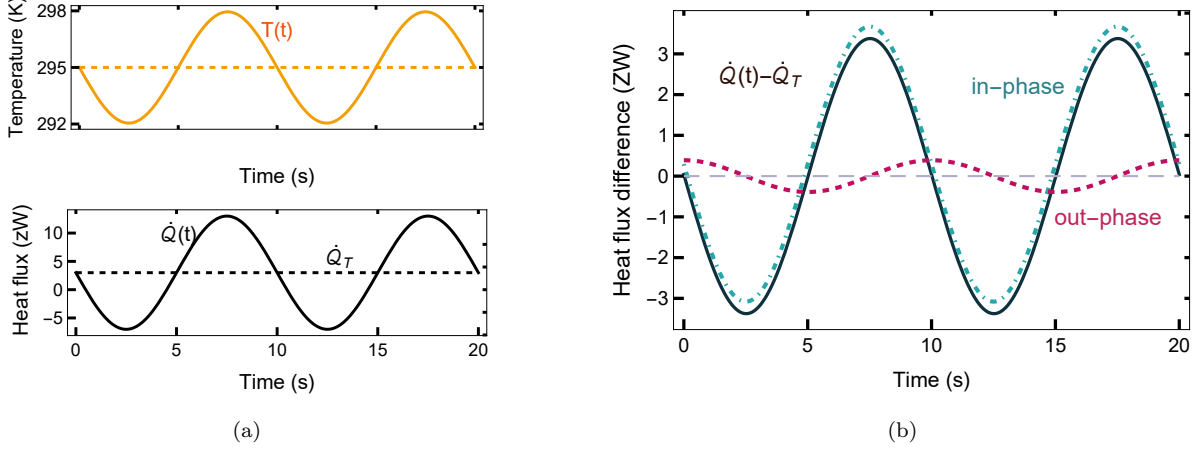 Temperature (K)
298
295
292
T(t)
Time (s)
Heat flux (zW)
10
5
0
−5
Q̇(t)
Q̇_T
0 5 10 15 20
Time (s)
(a)
Heat flux difference (ZW)
3
2
1
0
−1
−2
−3
Q̇(t)−Q̇_T
in−phase
out−phase
0 5 10 15 20
Time (s)
(b)